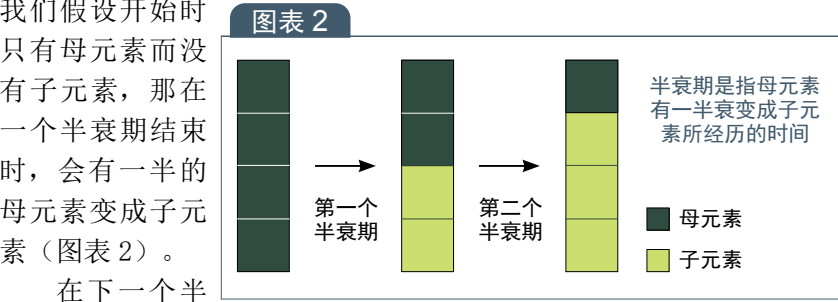 我们假设开始时
只有母元素而没
有子元素，那在
一个半衰期结束
时，会有一半的
母元素变成子元
素（图表 2）。
在下一个半
图表 2
第一个
半衰期
第二个
半衰期
半衰期是指母元素
有一半衰变成子元
素所经历的时间
母元素
子元素